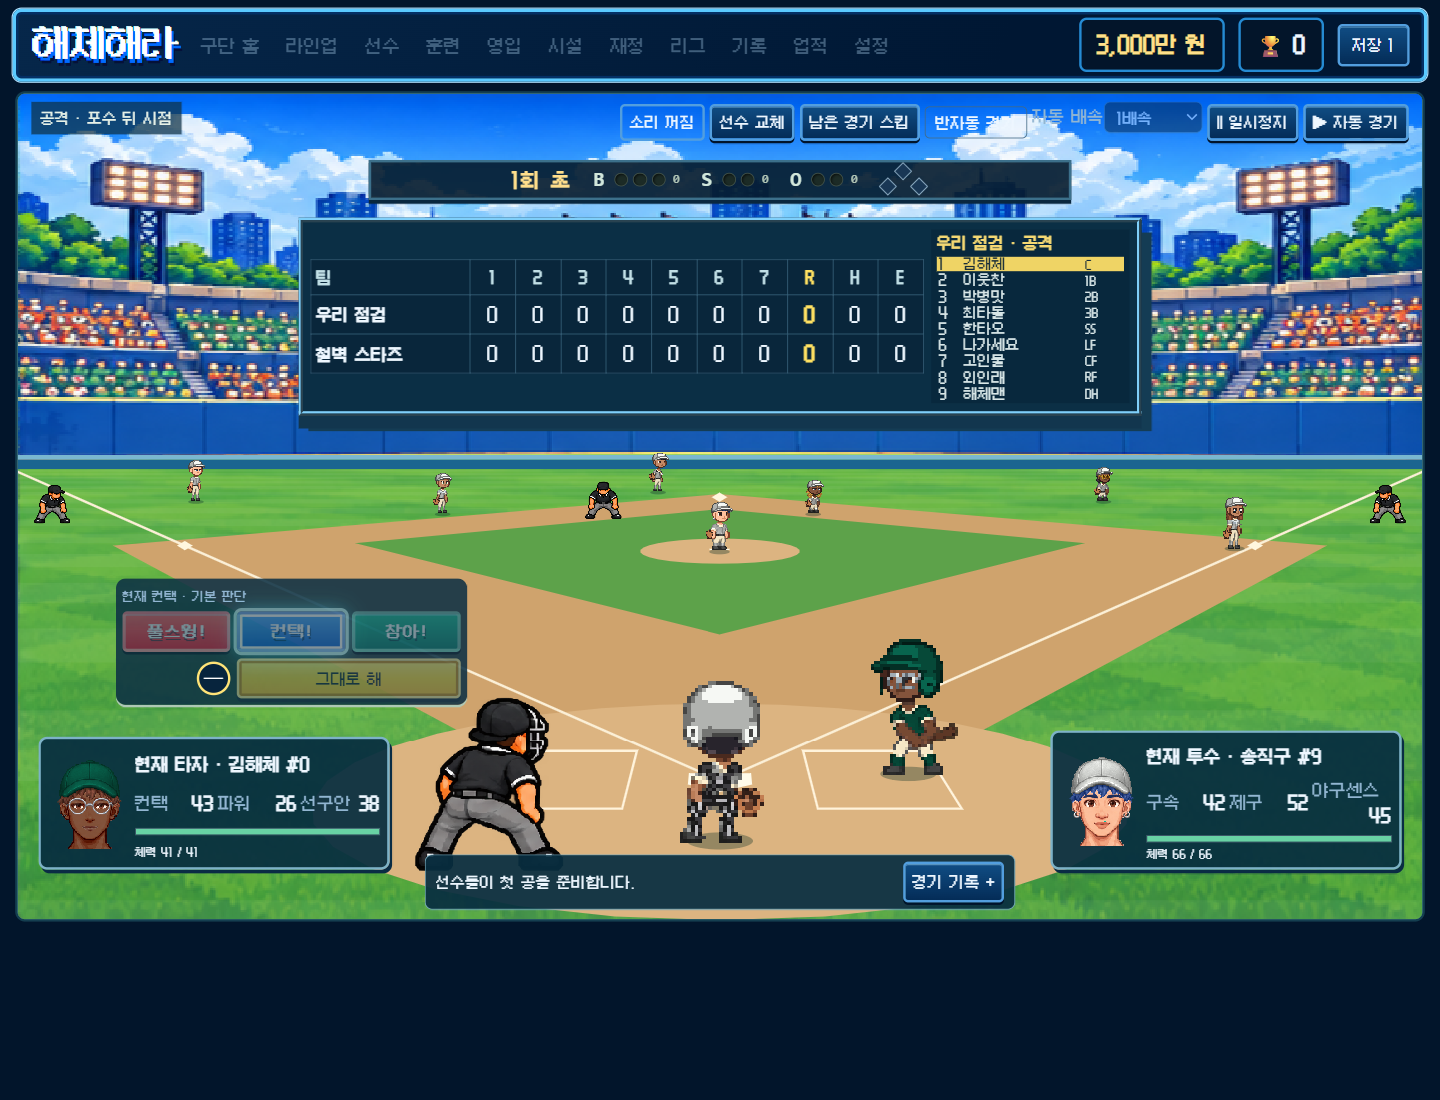 해체해라
구단 홈 라인업 선수 훈련 영입 시설 재정 리그 기록 업적 설정
3,000만 원
0
저장 1
공격 · 포수 뒤 시점
소리 꺼짐
선수 교체
남은 경기 스킵
반자동
자동 배속
1배속
Ⅱ 일시정지
▶ 자동 경기
1회 초 B 0 S 0 O 0
팀 1 2 3 4 5 6 7 R H E
우리 점검 0 0 0 0 0 0 0 0 0 0
철벽 스타즈 0 0 0 0 0 0 0 0 0 0
우리 점검 · 공격
1 김해체 C
2 이웃찬 1B
3 박병맛 2B
4 최타돌 3B
5 한타오 SS
6 나가세요 LF
7 고인물 CF
8 외인래 RF
9 해체맨 DH
현재 컨택 · 기본 판단
풀스윙!
컨택!
참아!
그대로 해
현재 타자 · 김해체 #0
컨택 43 파워 26 선구안 38
체력 41 / 41
현재 투수 · 송직구 #9
구속 42 제구 52 야구센스 45
체력 66 / 66
선수들이 첫 공을 준비합니다.
경기 기록 +